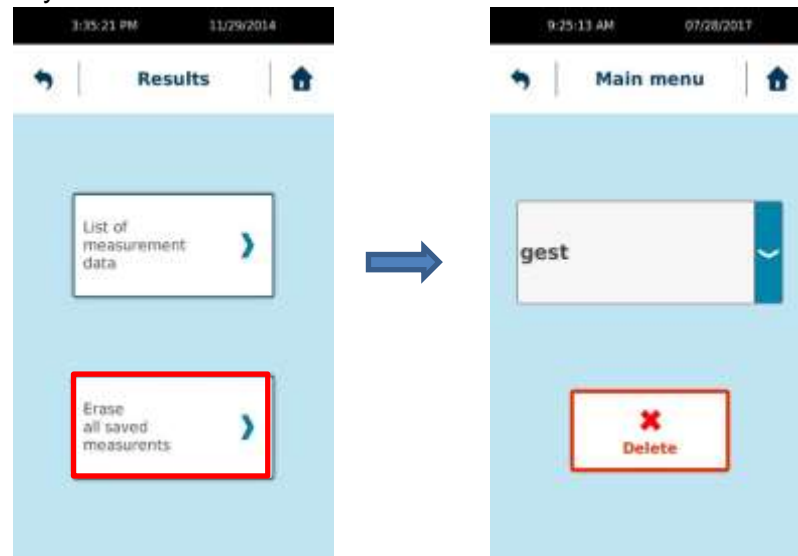 3:35:21 PM 11/29/2014
Results
List of
measurement
data
Erase
all saved
measurents
9:25:13 AM 07/28/2017
Main menu
gest
Delete